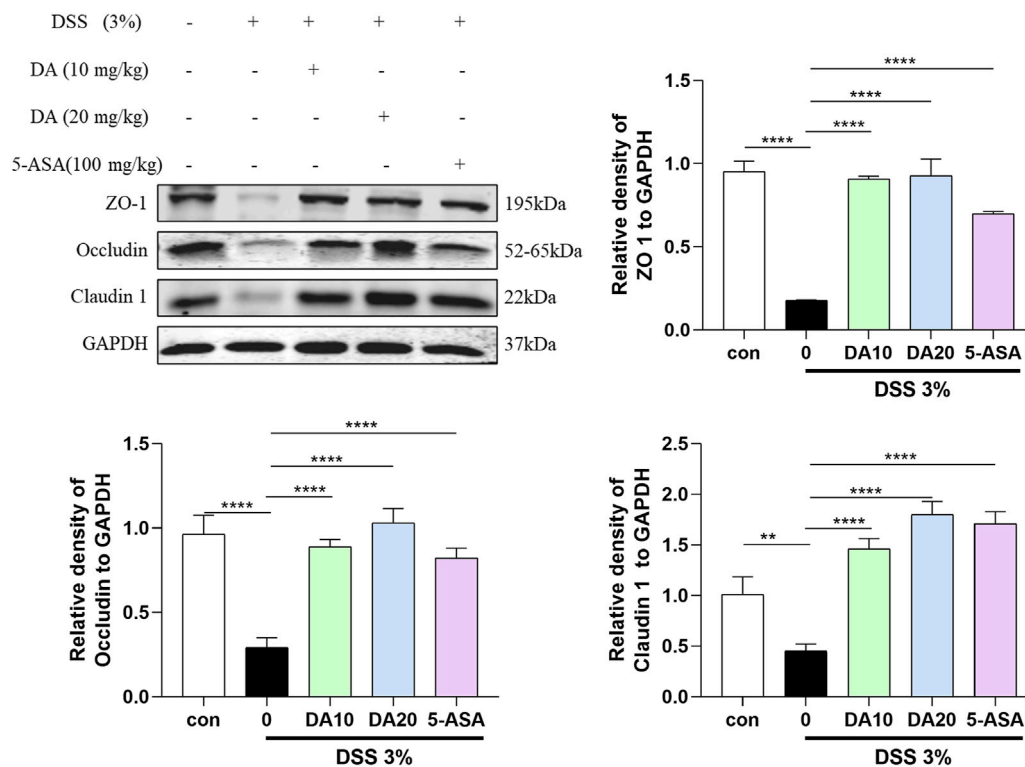 DSS (3%) - + + + +
DA (10 mg/kg) - - + - -
DA (20 mg/kg) - - - + -
5-ASA(100 mg/kg) - - - - +
ZO-1 195kDa
Occludin 52-65kDa
Claudin 1 22kDa
GAPDH 37kDa
Relative density of
ZO 1 to GAPDH
1.5
1.0
0.5
0.0
****
****
****
****
con 0 DA10 DA20 5-ASA
DSS 3%
Relative density of
Occludin to GAPDH
1.5
1.0
0.5
0.0
****
****
****
****
con 0 DA10 DA20 5-ASA
DSS 3%
Relative density of
Claudin 1 to GAPDH
2.5
2.0
1.5
1.0
0.5
0.0
****
****
****
**
con 0 DA10 DA20 5-ASA
DSS 3%